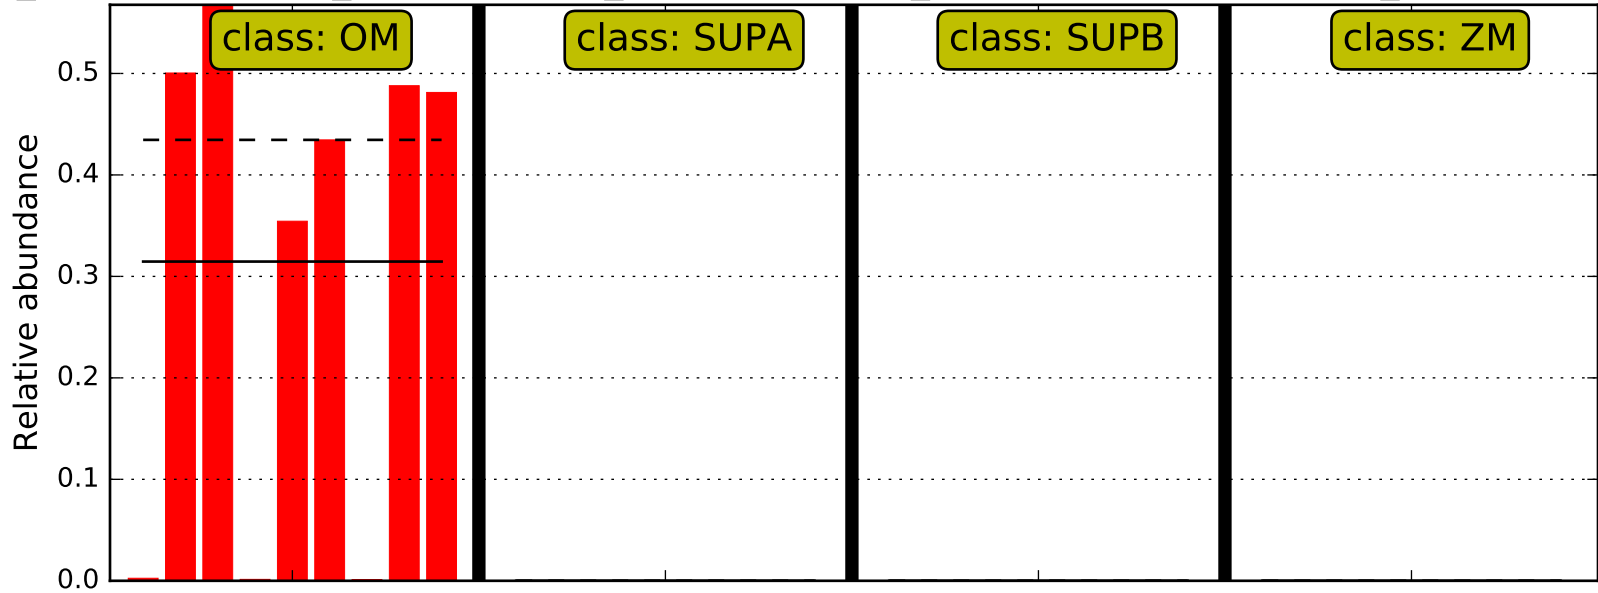 class: OM
class: SUPA
class: SUPB
class: ZM
Relative abundance
0.5
0.4
0.3
0.2
0.1
0.0